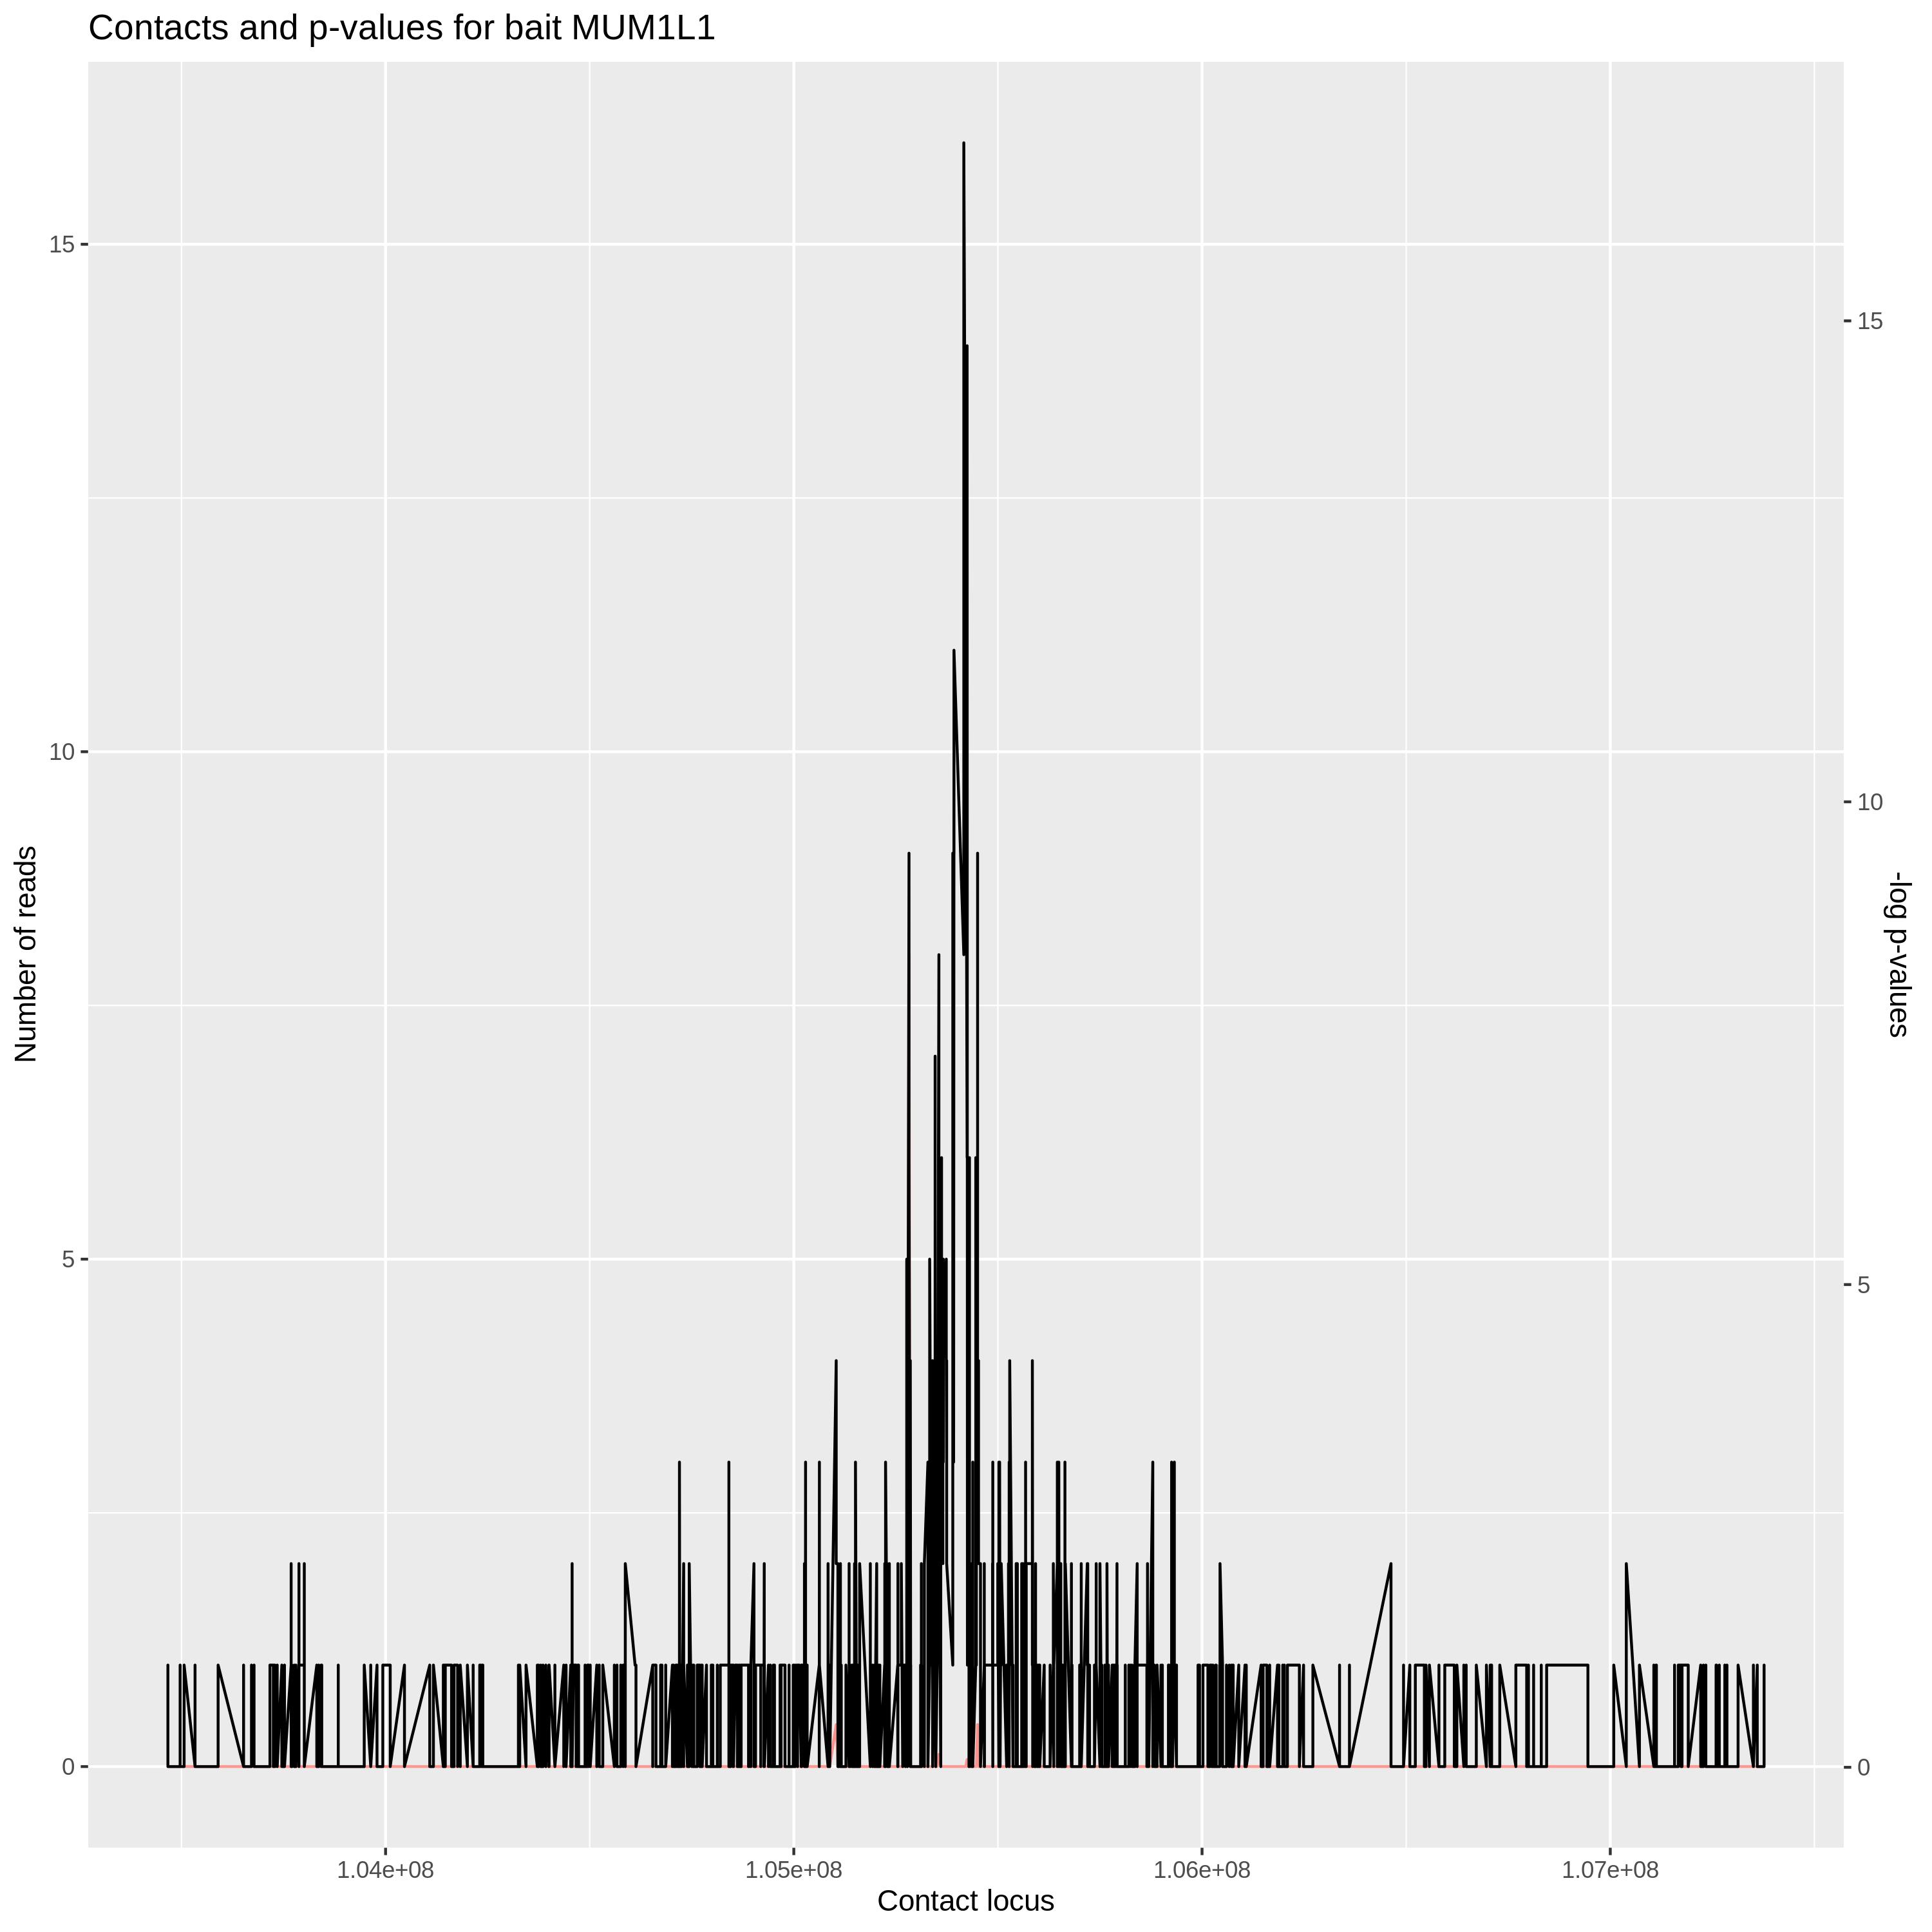 Contacts and p-values for bait MUM1L1
15
10
5
0
Number of reads
15
10
5
0
-log p-values
1.04e+08
1.05e+08
1.06e+08
1.07e+08
Contact locus